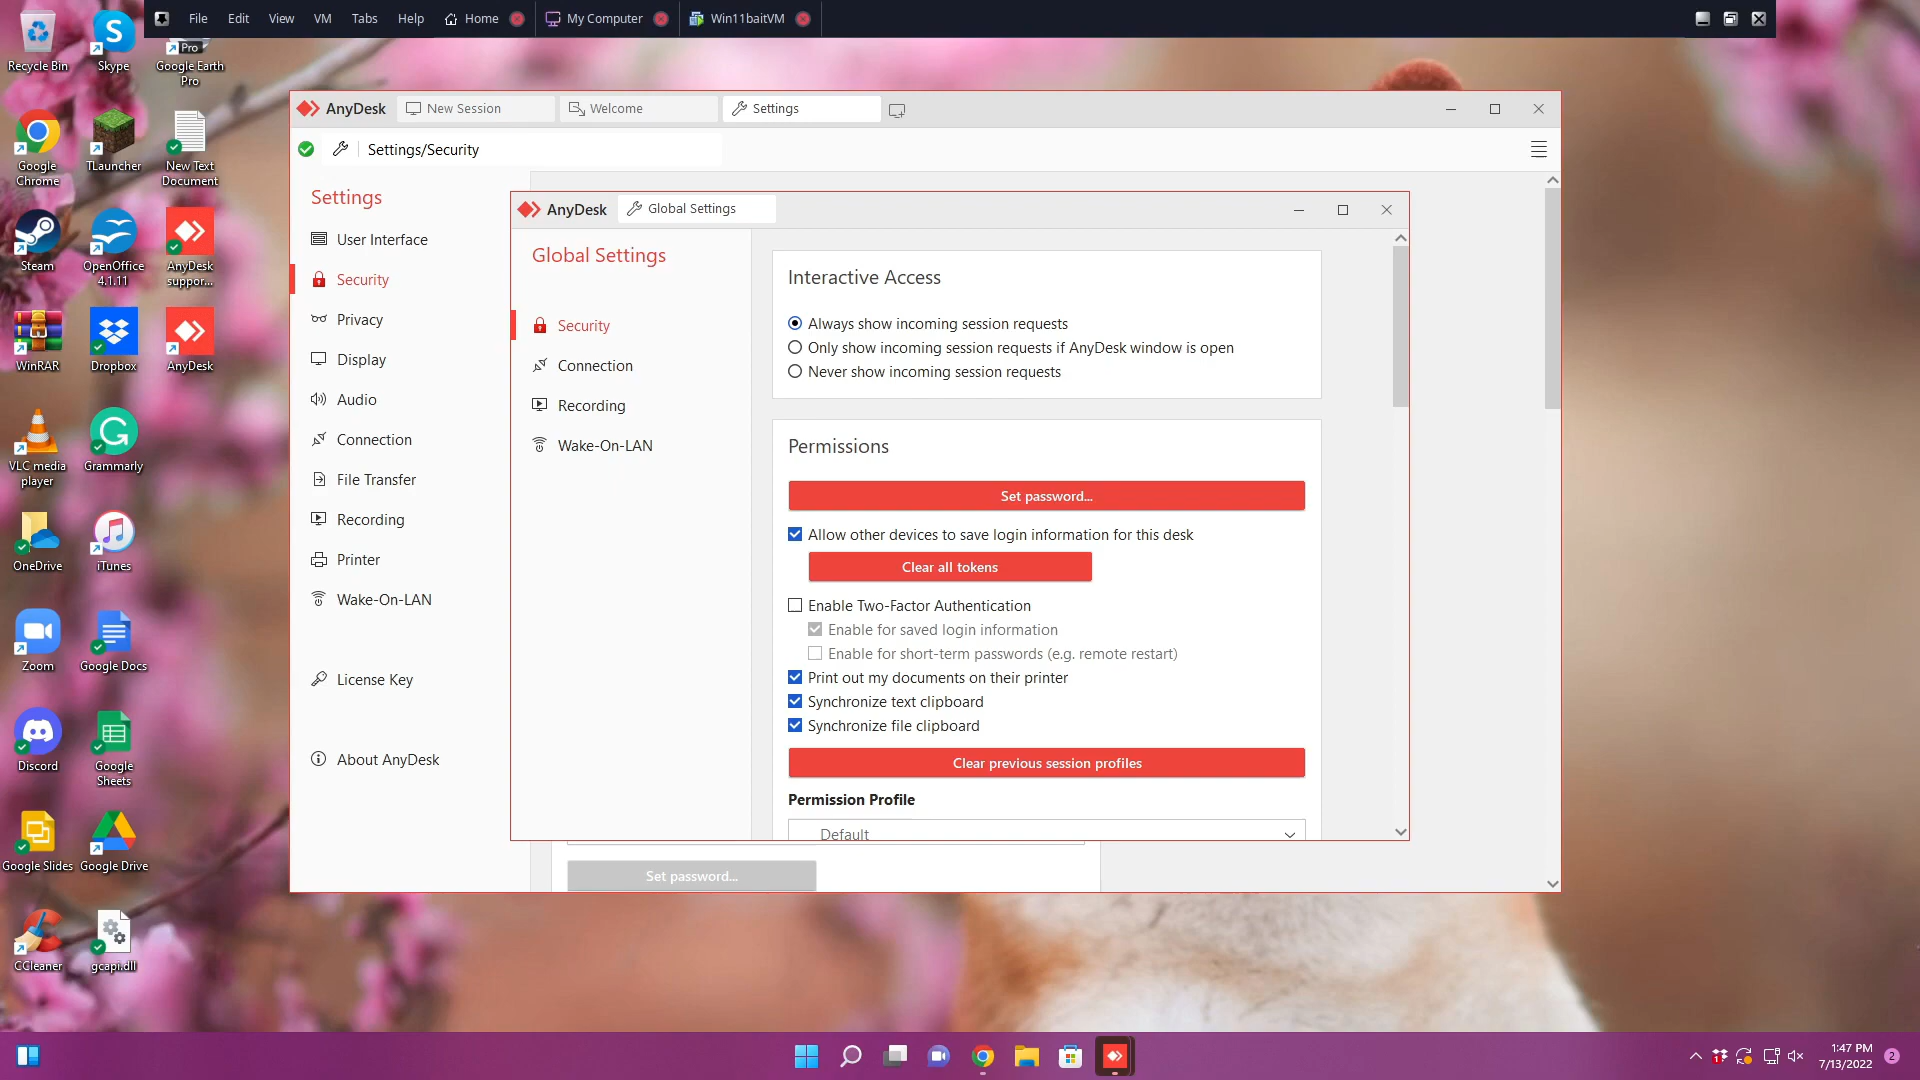 File Edit View VM Tabs Help Home My Computer Win11baitVM
Recycle Bin
Skype
Pro
Google Earth
Pro
Google
Chrome
TLauncher
New Text
Document
Steam
OpenOffice
4.1.11
AnyDesk
suppor...
WinRAR
Dropbox
AnyDesk
VLC media
player
Grammarly
OneDrive
iTunes
Zoom
Google Docs
Discord
Google
Sheets
Google Slides
Google Drive
CCleaner
gcapi.dll
AnyDesk New Session Welcome Settings
Settings/Security
Settings
User Interface
Security
Privacy
Display
Audio
Connection
File Transfer
Recording
Printer
Wake-On-LAN
License Key
About AnyDesk
AnyDesk Global Settings
Global Settings
Security
Connection
Recording
Wake-On-LAN
Interactive Access
Always show incoming session requests
Only show incoming session requests if AnyDesk window is open
Never show incoming session requests
Permissions
Set password...
Allow other devices to save login information for this desk
Clear all tokens
Enable Two-Factor Authentication
Enable for saved login information
Enable for short-term passwords (e.g. remote restart)
Print out my documents on their printer
Synchronize text clipboard
Synchronize file clipboard
Clear previous session profiles
Permission Profile
Default
Set password...
1:47 PM
7/13/2022
2